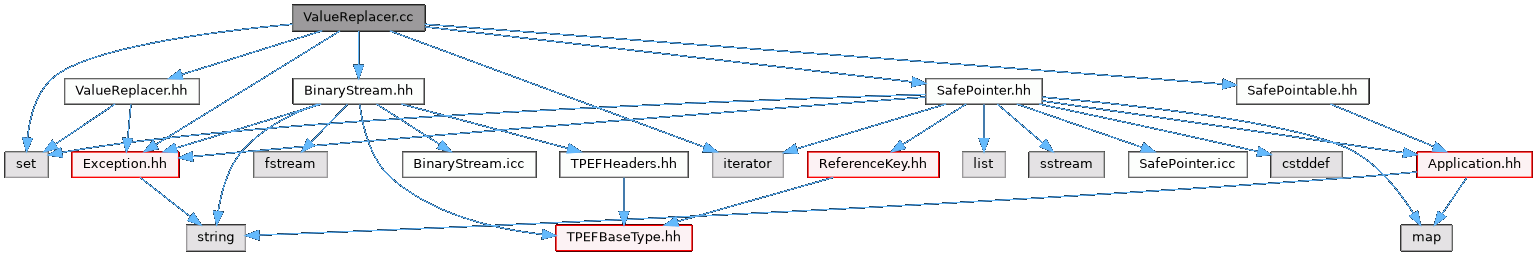 ValueReplacer.cc
ValueReplacer.hh
BinaryStream.hh
SafePointer.hh
SafePointable.hh
set
Exception.hh
fstream
BinaryStream.icc
TPEFHeaders.hh
iterator
ReferenceKey.hh
list
sstream
SafePointer.icc
cstddef
Application.hh
string
TPEFBaseType.hh
map